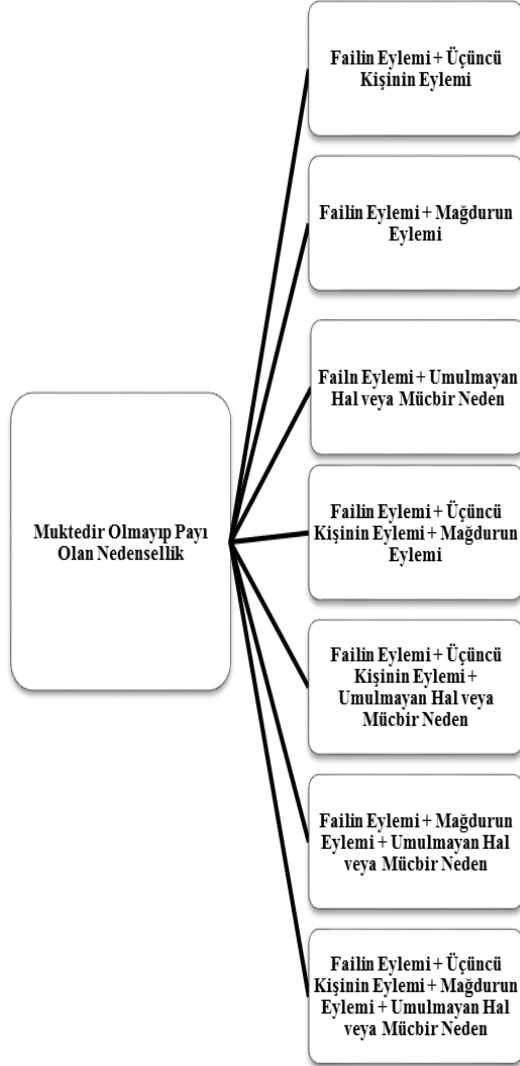 Muktedir Olmayıp Payı
Olan Nedensellik
Failin Eylemi + Üçüncü
Kişinin Eylemi
Failin Eylemi + Mağdurun
Eylemi
Failn Eylemi + Umulmayan
Hal veya Mücbir Neden
Failin Eylemi + Üçüncü
Kişinin Eylemi + Mağdurun
Eylemi
Failin Eylemi + Üçüncü
Kişinin Eylemi +
Umulmayan Hal veya
Mücbir Neden
Failin Eylemi + Mağdurun
Eylemi + Umulmayan Hal
veya Mücbir Neden
Failin Eylemi + Üçüncü
Kişinin Eylemi + Mağdurun
Eylemi + Umulmayan Hal
veya Mücbir Neden